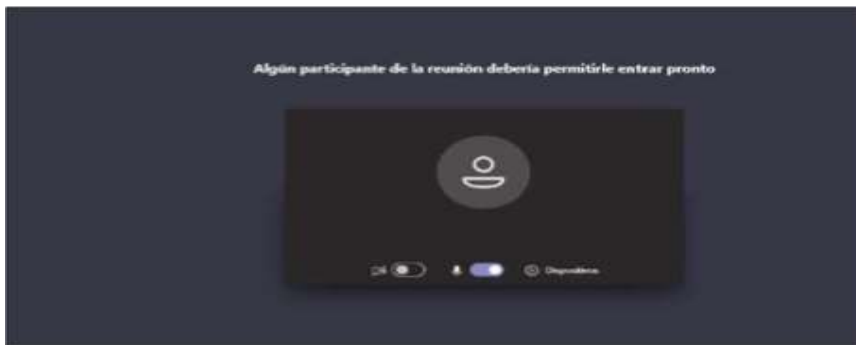 Algún participante de la reunión debería permitirle entrar pronto
Dispositivos